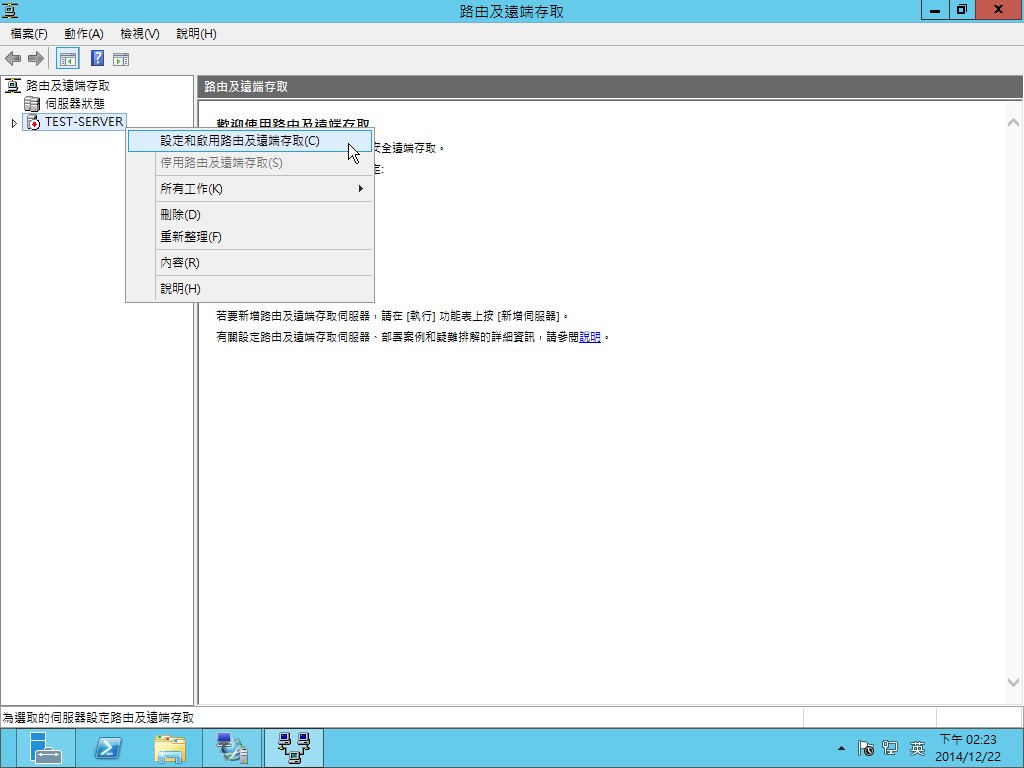 路由及遠端存取
檔案(F) 動作(A) 檢視(V) 說明(H)
路由及遠端存取
伺服器狀態
TEST-SERVER
路由及遠端存取
歡迎使用路由及遠端存取
設定和啟用路由及遠端存取(C)
安全遠端存取。
停用路由及遠端存取(S)
定:
所有工作(K)
刪除(D)
重新整理(F)
內容(R)
說明(H)
若要新增路由及遠端存取伺服器，請在 [執行] 功能表上按 [新增伺服器]。
有關設定路由及遠端存取伺服器、部署案例和疑難排解的詳細資訊，請參閱說明。
為選取的伺服器設定路由及遠端存取
英
下午 02:23
2014/12/22